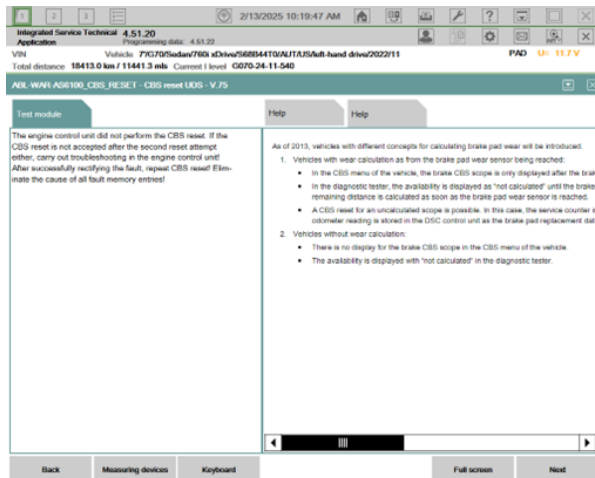 1 2 3 2/13/2025 10:19:47 AM ?
Integrated Service Technical 4.51.20
Application Programming data: 4.51.22
VIN Vehicle 7'/G70/Sedan/760i xDrive/S68B44T0/AUT/US/left-hand drive/2022/11 PAD U= 11.7 V
Total distance 18413.0 km / 11441.3 mls Current I level G070-24-11-540
ABL-WAR-AS6100_CBS_RESET - CBS reset UDS - V.75
Test module
Help Help
The engine control unit did not perform the CBS reset. If the
CBS reset is not accepted after the second reset attempt
either, carry out troubleshooting in the engine control unit!
After successfully rectifying the fault, repeat CBS reset! Elim-
inate the cause of all fault memory entries!
As of 2013, vehicles with different concepts for calculating brake pad wear will be introduced.
1. Vehicles with wear calculation as from the brake pad wear sensor being reached:
• In the CBS menu of the vehicle, the brake CBS scope is only displayed after the brak
• In the diagnostic tester, the availability is displayed as "not calculated" until the brake
remaining distance is calculated as soon as the brake pad wear sensor is reached.
• A CBS reset for an uncalculated scope is possible. In this case, the service counter i
odometer reading is stored in the DSC control unit as the brake pad replacement dat
2. Vehicles without wear calculation:
• There is no display for the brake CBS scope in the CBS menu of the vehicle.
• The availability is displayed with "not calculated" in the diagnostic tester.
Back Measuring devices Keyboard Full screen Next